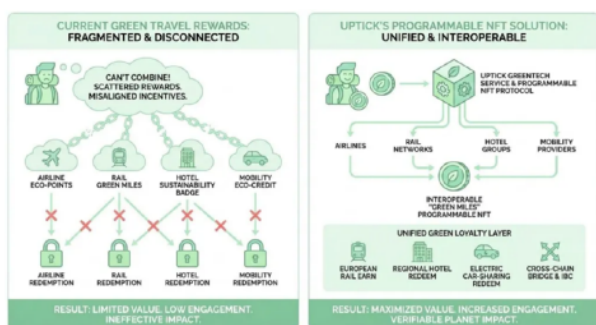 CURRENT GREEN TRAVEL REWARDS:
FRAGMENTED & DISCONNECTED
CAN'T COMBINE!
SCATTERED REWARDS.
MISALIGNED INCENTIVES.
AIRLINE
ECO-POINTS
RAIL
GREEN MILES
HOTEL
SUSTAINABILITY
BADGE
MOBILITY
ECO-CREDIT
AIRLINE
REDEMPTION
RAIL
REDEMPTION
HOTEL
REDEMPTION
MOBILITY
REDEMPTION
RESULT: LIMITED VALUE. LOW ENGAGEMENT.
INEFFECTIVE IMPACT.
UPTICK'S PROGRAMMABLE NFT SOLUTION:
UNIFIED & INTEROPERABLE
UPTICK GREENTECH
SERVICE & PROGRAMMABLE
NFT PROTOCOL
AIRLINES
RAIL
NETWORKS
HOTEL
GROUPS
MOBILITY
PROVIDERS
INTEROPERABLE
"GREEN MILES"
PROGRAMMABLE NFT
UNIFIED GREEN LOYALTY LAYER
EUROPEAN
RAIL EARN
REGIONAL HOTEL
REDEEM
ELECTRIC
CAR-SHARING
REDEEM
CROSS-CHAIN
BRIDGE & IBC
RESULT: MAXIMIZED VALUE. INCREASED ENGAGEMENT.
VERIFIABLE PLANET IMPACT.